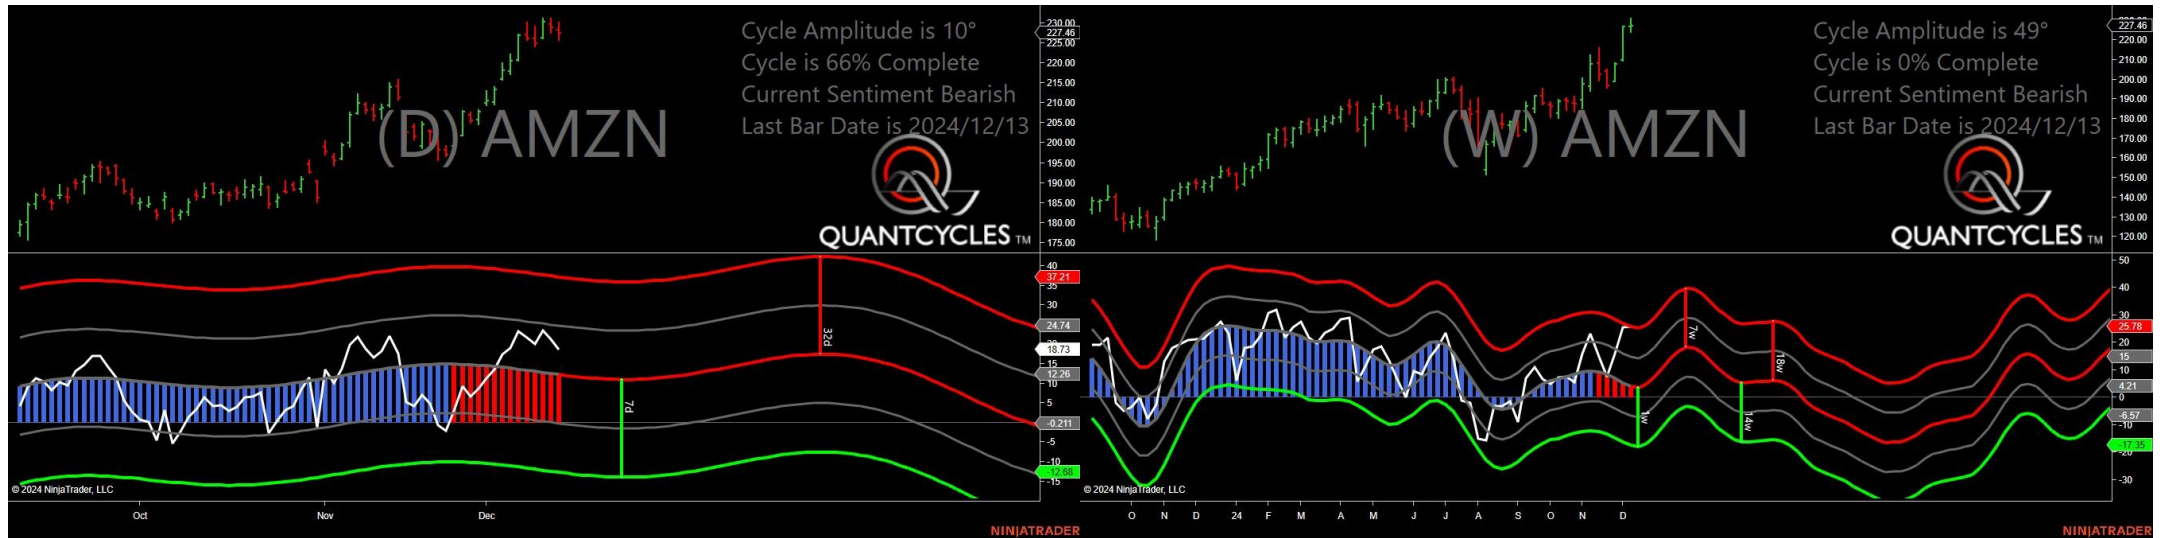 Cycle Amplitude is 10°
Cycle is 66% Complete
Current Sentiment Bearish
Last Bar Date is 2024/12/13
(D) AMZN
QUANTCYCLES TM
230.00
227.46
225.00
220.00
215.00
210.00
205.00
200.00
195.00
190.00
185.00
180.00
175.00
40
37.21
35
30
24.74
18.73
12.26
10
5
-0.211
-5
-10
-12.68
-15
32d
7d
© 2024 NinjaTrader, LLC
Oct Nov Dec
NINJATRADER
Cycle Amplitude is 49°
Cycle is 0% Complete
Current Sentiment Bearish
Last Bar Date is 2024/12/13
(W) AMZN
QUANTCYCLES TM
227.46
220.00
210.00
200.00
190.00
180.00
170.00
160.00
150.00
140.00
130.00
120.00
50
40
30
25.78
20
15
10
4.21
0
-6.57
-10
-17.35
-20
-30
7w
18w
1w
14w
© 2024 NinjaTrader, LLC
O N D 24 F M A M J J A S O N D
NINJATRADER